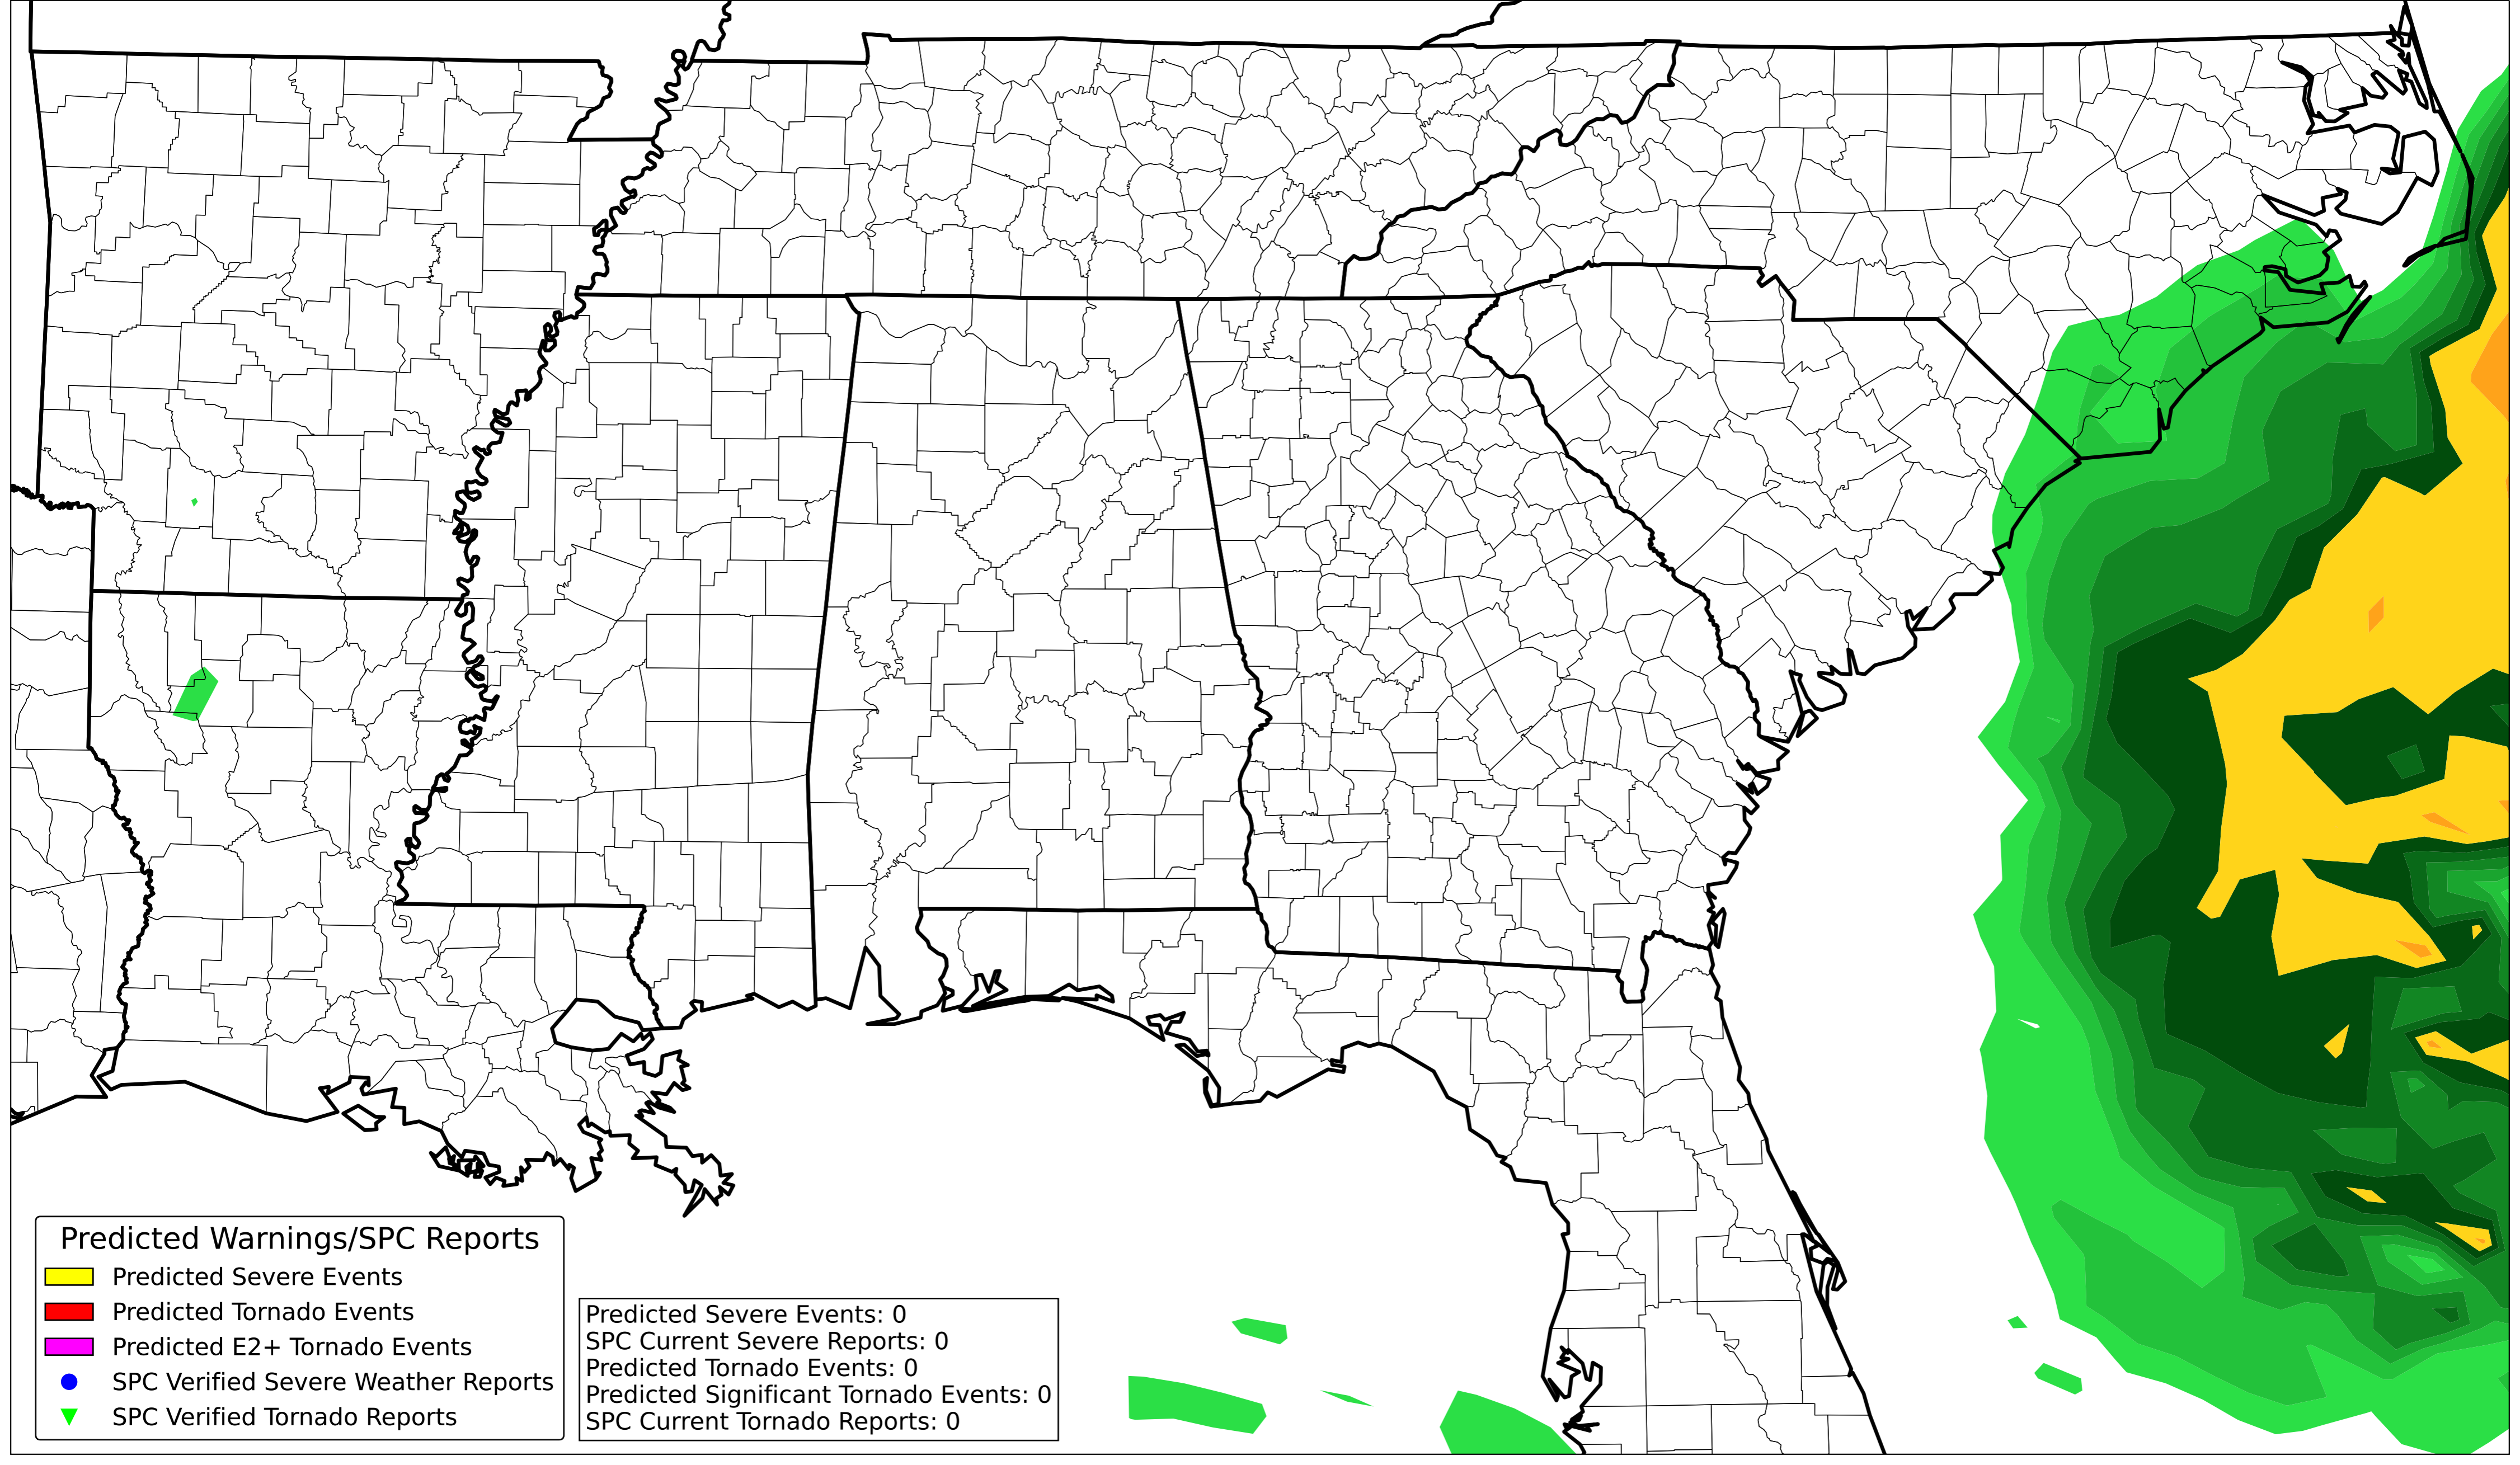 Predicted Warnings/SPC Reports
Predicted Severe Events
Predicted Tornado Events
Predicted E2+ Tornado Events
SPC Verified Severe Weather Reports
SPC Verified Tornado Reports
Predicted Severe Events: 0
SPC Current Severe Reports: 0
Predicted Tornado Events: 0
Predicted Significant Tornado Events: 0
SPC Current Tornado Reports: 0